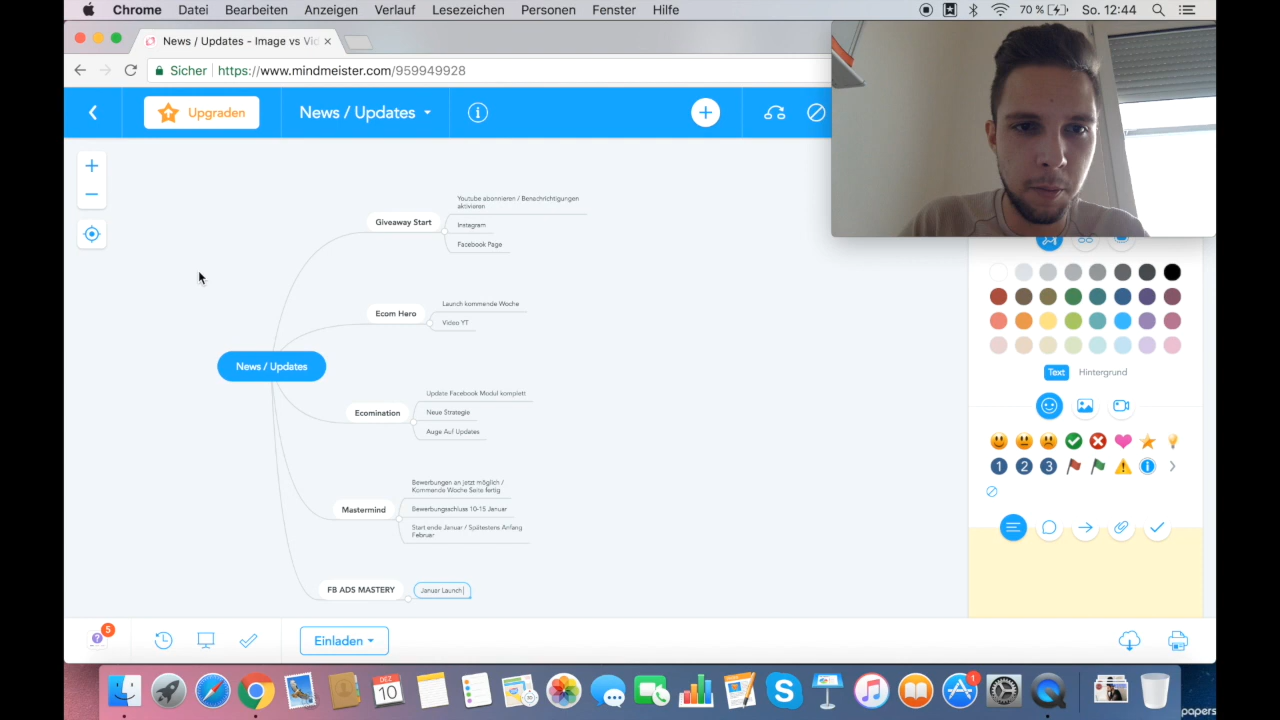 Chrome Datei Bearbeiten Anzeigen Verlauf Lesezeichen Personen Fenster Hilfe 70 % So. 12:44
News / Updates - Image vs Vid
Sicher https://www.mindmeister.com/959949928
Upgraden News / Updates
Youtube abonnieren / Benachrichtigungen
aktivieren
Giveaway Start
Instagram
Facebook Page
Launch kommende Woche
Ecom Hero
Video YT
News / Updates
Update Facebook Modul komplett
Ecomination
Neue Strategie
Auge Auf Updates
Bewerbungen an jetzt möglich /
Kommende Woche Seite fertig
Mastermind
Bewerbungsschluss 10-15 Januar
Start ende Januar / Spätestens Anfang
Februar
FB ADS MASTERY
Januar Launch
Text Hintergrund
1 2 3
5
Einladen
DEZ
10
1
papers